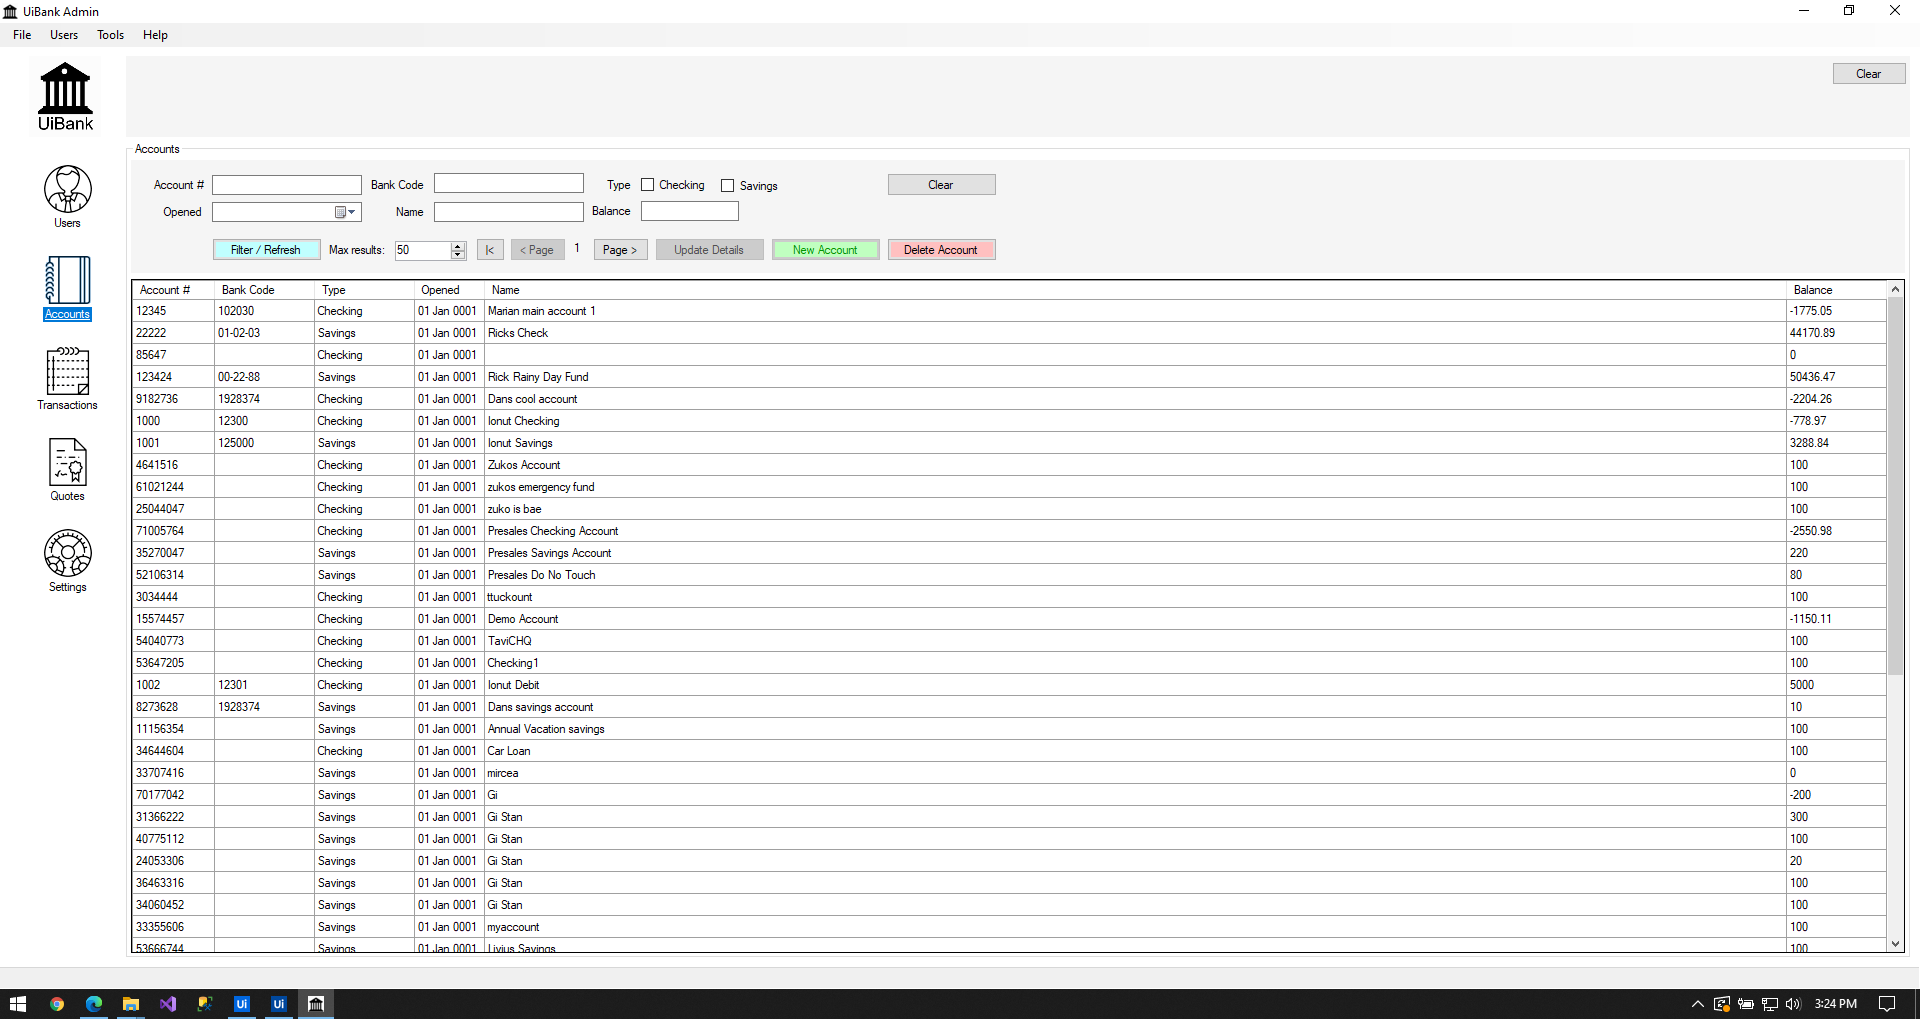 UiBank Admin
File Users Tools Help
UiBank
Clear
Users
Accounts
Transactions
Quotes
Settings
Accounts
Account # Bank Code Type Checking Savings Clear
Opened Name Balance
Filter / Refresh Max results: 50 |< < Page 1 Page > Update Details New Account Delete Account
Account # Bank Code Type Opened Name Balance
12345 102030 Checking 01 Jan 0001 Marian main account 1 -1775.05
22222 01-02-03 Savings 01 Jan 0001 Ricks Check 44170.89
85647 Checking 01 Jan 0001 0
123424 00-22-88 Savings 01 Jan 0001 Rick Rainy Day Fund 50436.47
9182736 1928374 Checking 01 Jan 0001 Dans cool account -2204.26
1000 12300 Checking 01 Jan 0001 Ionut Checking -778.97
1001 125000 Savings 01 Jan 0001 Ionut Savings 3288.84
4641516 Checking 01 Jan 0001 Zukos Account 100
61021244 Checking 01 Jan 0001 zukos emergency fund 100
25044047 Checking 01 Jan 0001 zuko is bae 100
71005764 Checking 01 Jan 0001 Presales Checking Account -2550.98
35270047 Savings 01 Jan 0001 Presales Savings Account 220
52106314 Savings 01 Jan 0001 Presales Do No Touch 80
3034444 Checking 01 Jan 0001 ttuckount 100
15574457 Checking 01 Jan 0001 Demo Account -1150.11
54040773 Checking 01 Jan 0001 TaviCHQ 100
53647205 Checking 01 Jan 0001 Checking1 100
1002 12301 Checking 01 Jan 0001 Ionut Debit 5000
8273628 1928374 Savings 01 Jan 0001 Dans savings account 10
11156354 Savings 01 Jan 0001 Annual Vacation savings 100
34644604 Checking 01 Jan 0001 Car Loan 100
33707416 Savings 01 Jan 0001 mircea 0
70177042 Savings 01 Jan 0001 Gi -200
31366222 Savings 01 Jan 0001 Gi Stan 300
40775112 Savings 01 Jan 0001 Gi Stan 100
24053306 Savings 01 Jan 0001 Gi Stan 20
36463316 Savings 01 Jan 0001 Gi Stan 100
34060452 Savings 01 Jan 0001 Gi Stan 100
33355606 Savings 01 Jan 0001 myaccount 100
53666744 Savings 01 Jan 0001 Livius Savings 100
Ui Ui 3:24 PM